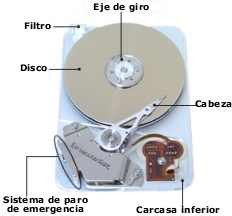 Eje de giro
Filtro
Disco
Cabeza
Sistema de paro
de emergencia
Carcasa inferior